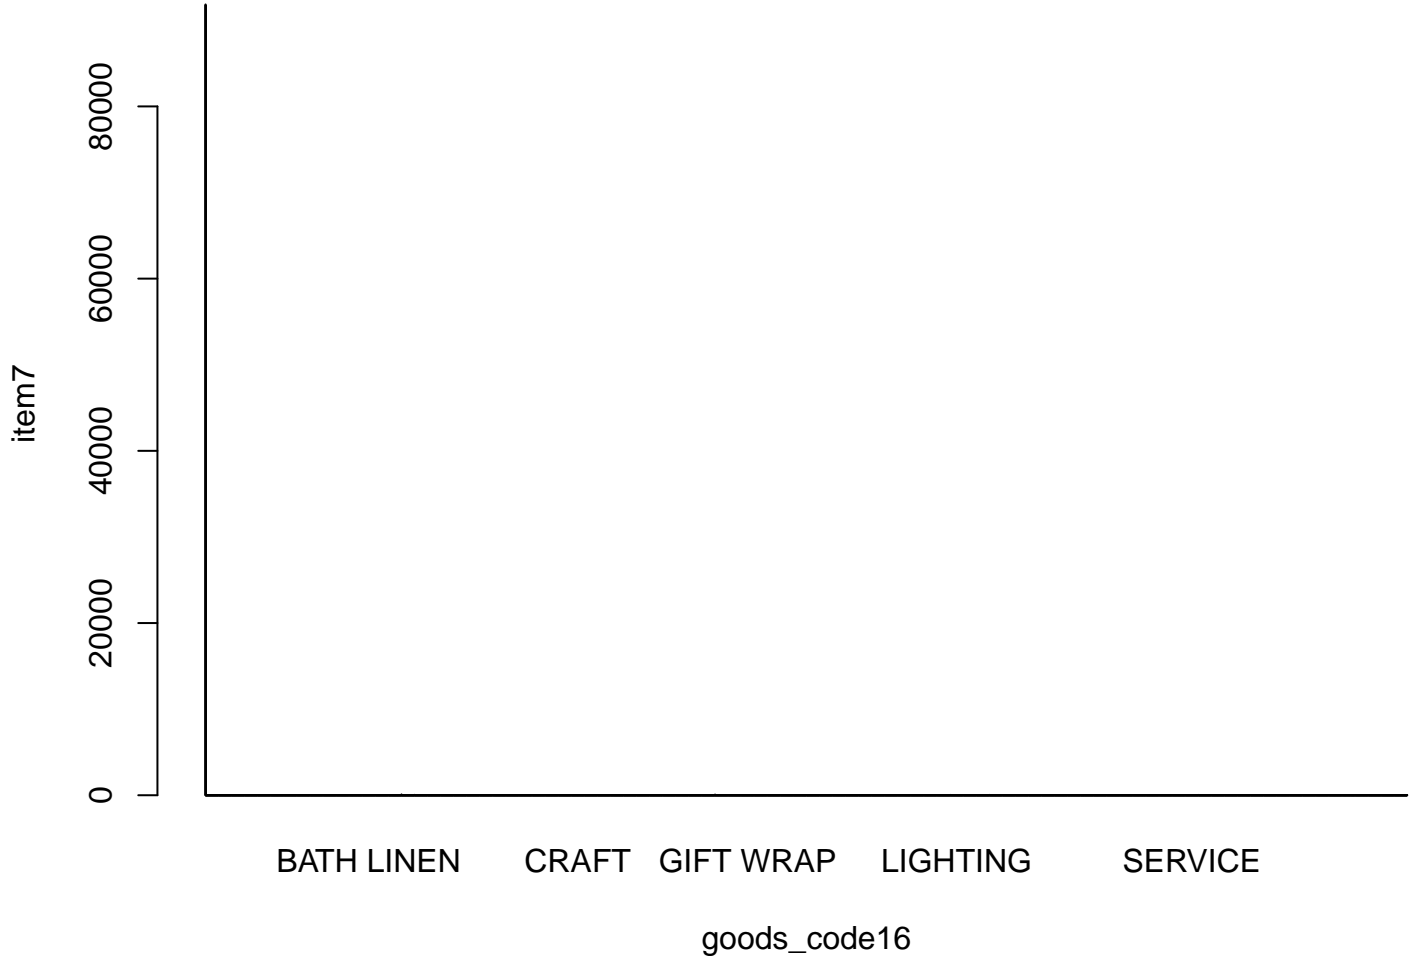 80000
60000
40000
20000
0
item7
BATH LINEN CRAFT GIFT WRAP LIGHTING SERVICE
goods_code16